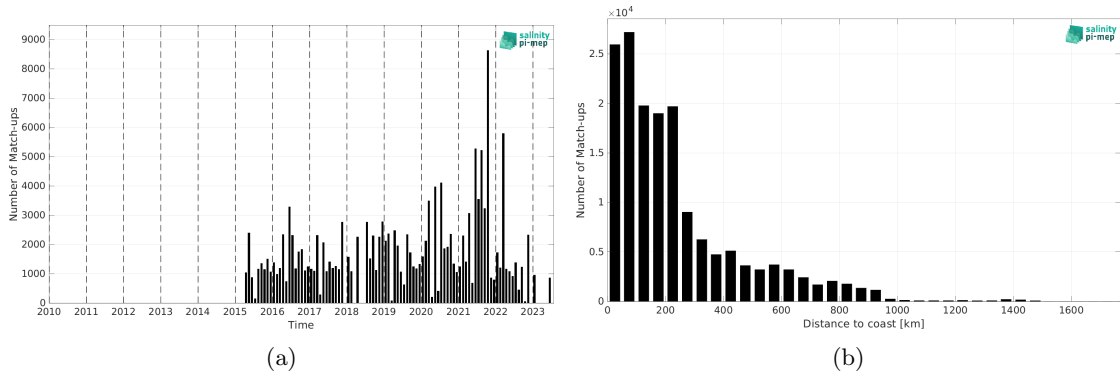 salinity
pi-mep
Number of Match-ups
9000
8000
7000
6000
5000
4000
3000
2000
1000
0
2010 2011 2012 2013 2014 2015 2016 2017 2018 2019 2020 2021 2022 2023
Time
(a)
×10⁴
salinity
pi-mep
Number of Match-ups
2.5
2
1.5
1
0.5
0
0 200 400 600 800 1000 1200 1400 1600
Distance to coast [km]
(b)